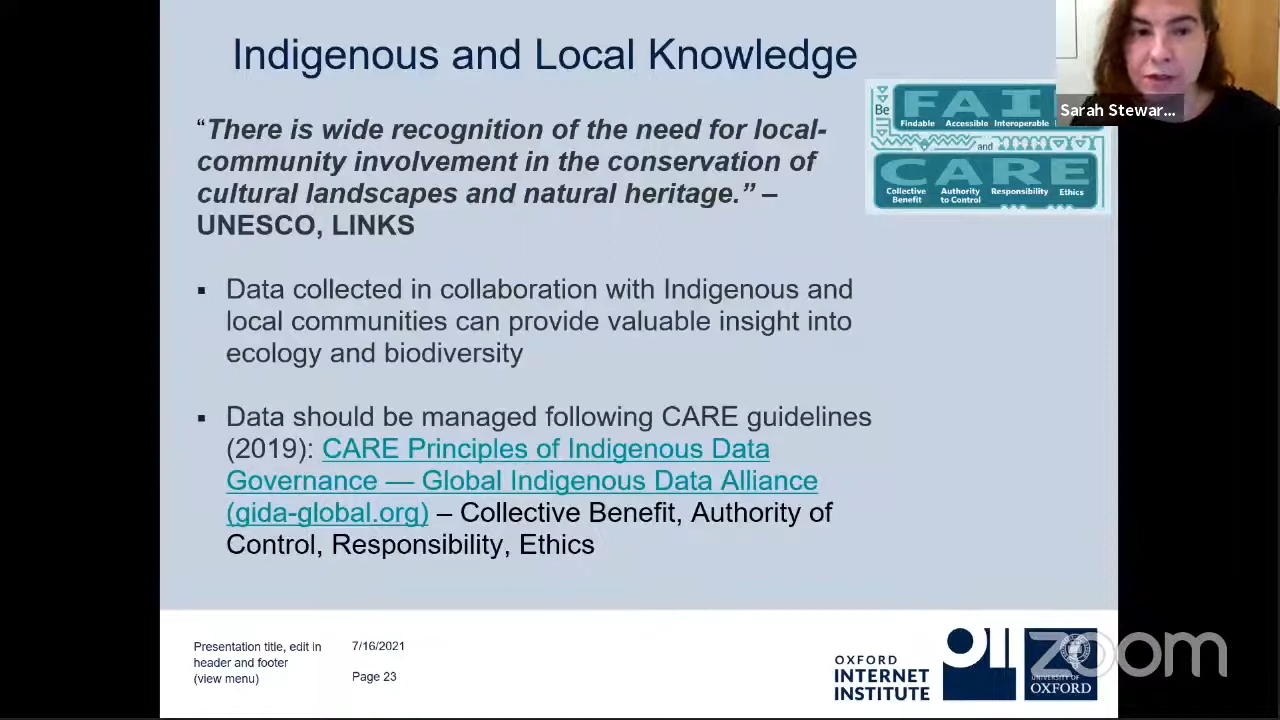 Indigenous and Local Knowledge
“There is wide recognition of the need for local-
community involvement in the conservation of
cultural landscapes and natural heritage.” –
UNESCO, LINKS
▪ Data collected in collaboration with Indigenous and
local communities can provide valuable insight into
ecology and biodiversity
▪ Data should be managed following CARE guidelines
(2019): CARE Principles of Indigenous Data
Governance — Global Indigenous Data Alliance
(gida-global.org) – Collective Benefit, Authority of
Control, Responsibility, Ethics
Be FAI
Findable Accessible Interoperable
and
CARE
Collective Benefit Authority to Control Responsibility Ethics
Sarah Stewar...
Presentation title, edit in
header and footer
(view menu)
7/16/2021
Page 23
OXFORD
INTERNET
INSTITUTE
OII
UNIVERSITY OF
OXFORD
zoom